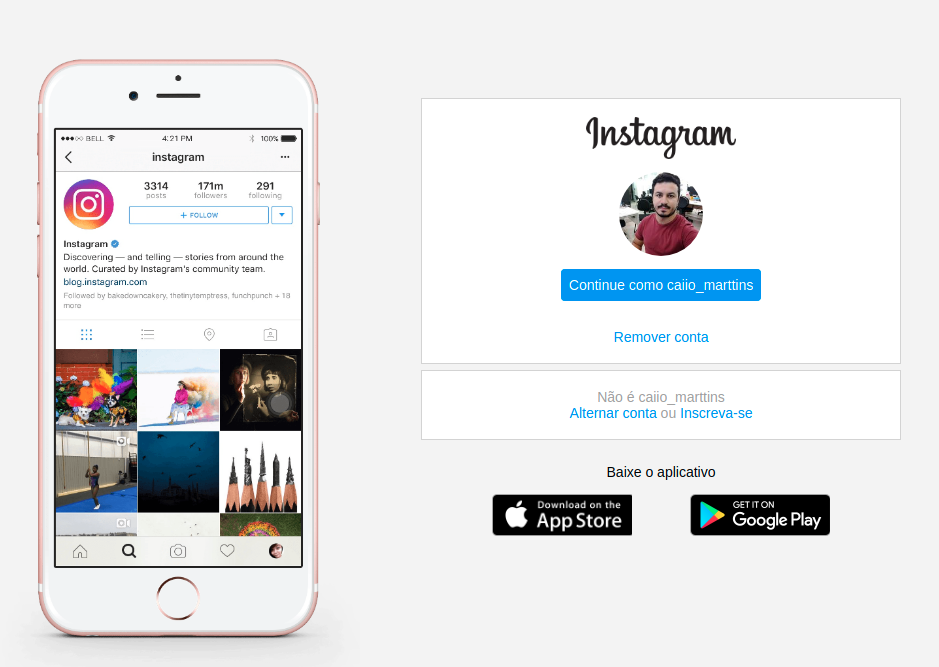 BELL 4:21 PM 100%
instagram
3314 171m 291
posts followers following
+ FOLLOW
Instagram
Discovering — and telling — stories from around the
world. Curated by Instagram's community team.
blog.instagram.com
Followed by bakedowncakery, thetinytemptress, funchpunch + 18
more
Instagram
Continue como caiio_marttins
Remover conta
Não é caiio_marttins
Alternar conta ou Inscreva-se
Baixe o aplicativo
Download on the
App Store
GET IT ON
Google Play